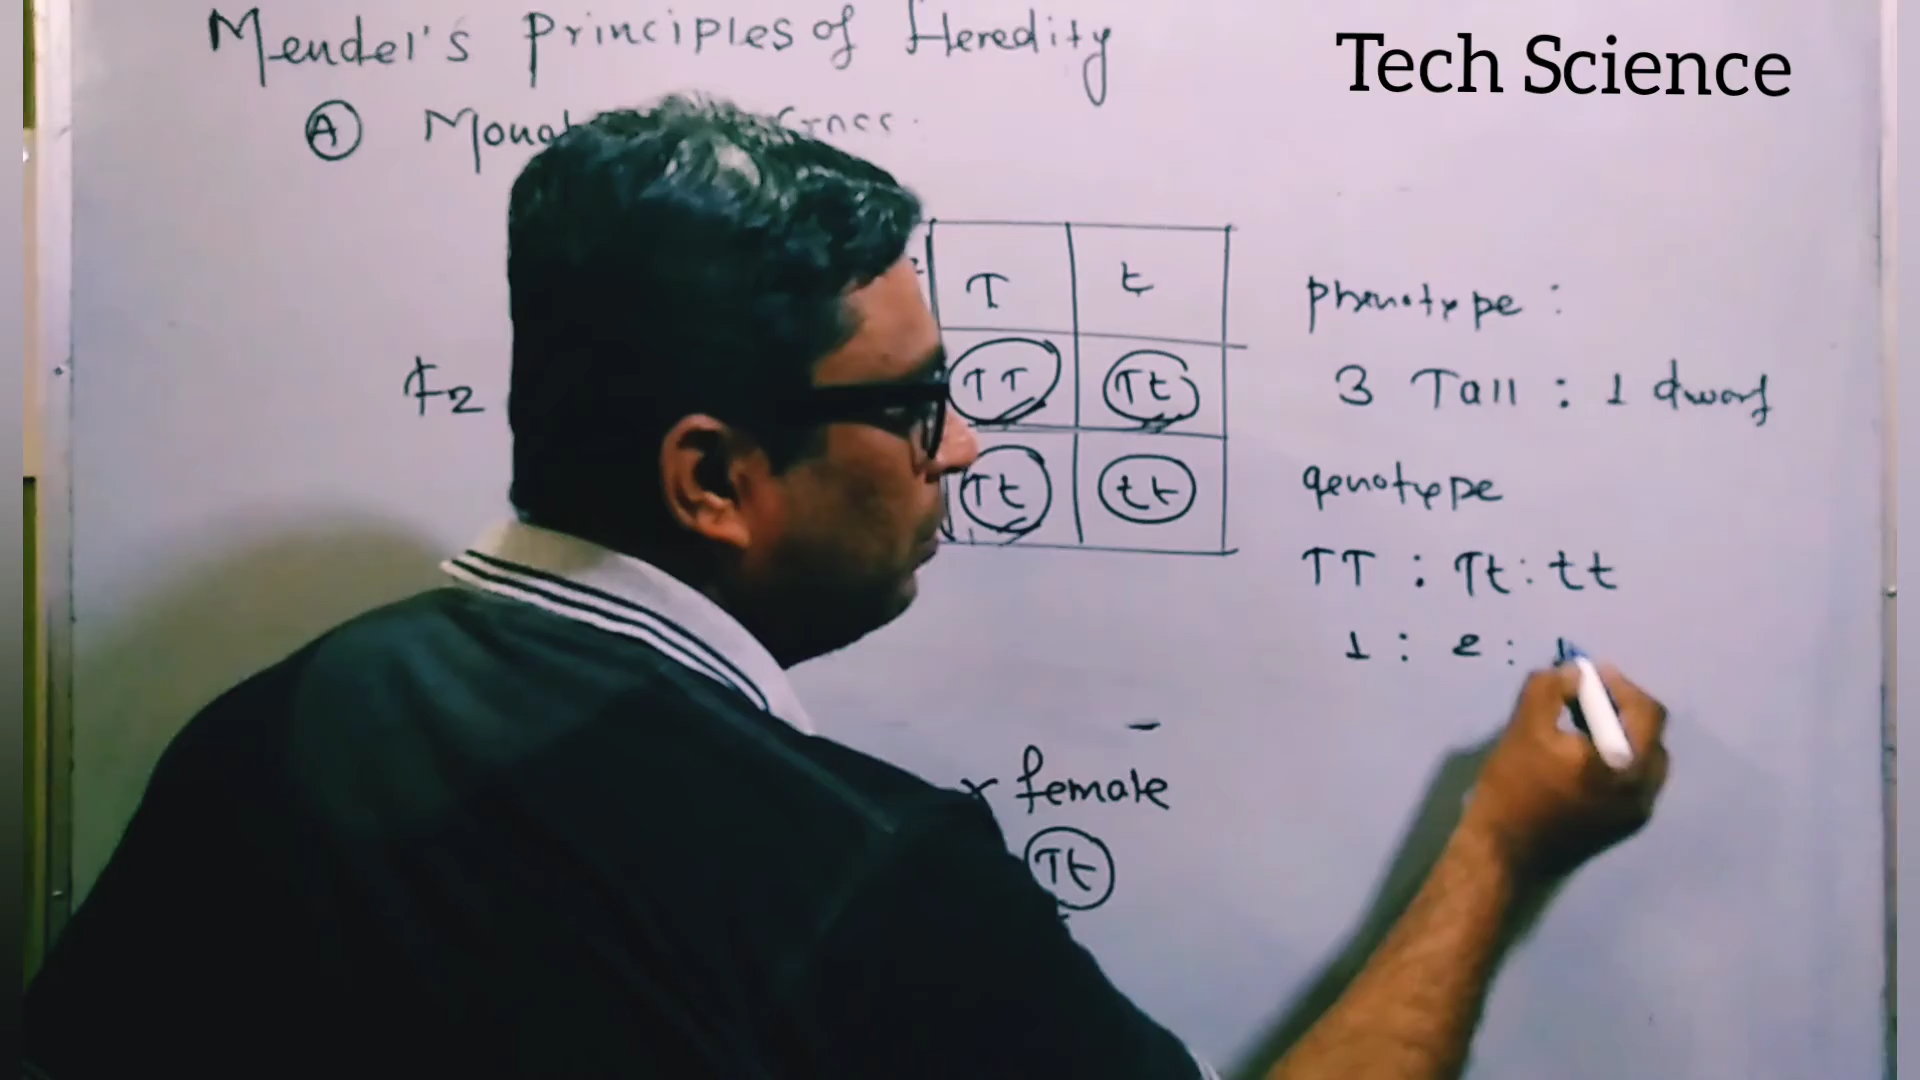 Mendel's Principles of Heredity
Tech Science
A
T t
F2
TT Tt
Tt tt
Phenotype :
3 Tall : 1 dwarf
genotype
TT : Tt : tt
1 : 2 : 1
x female
Tt